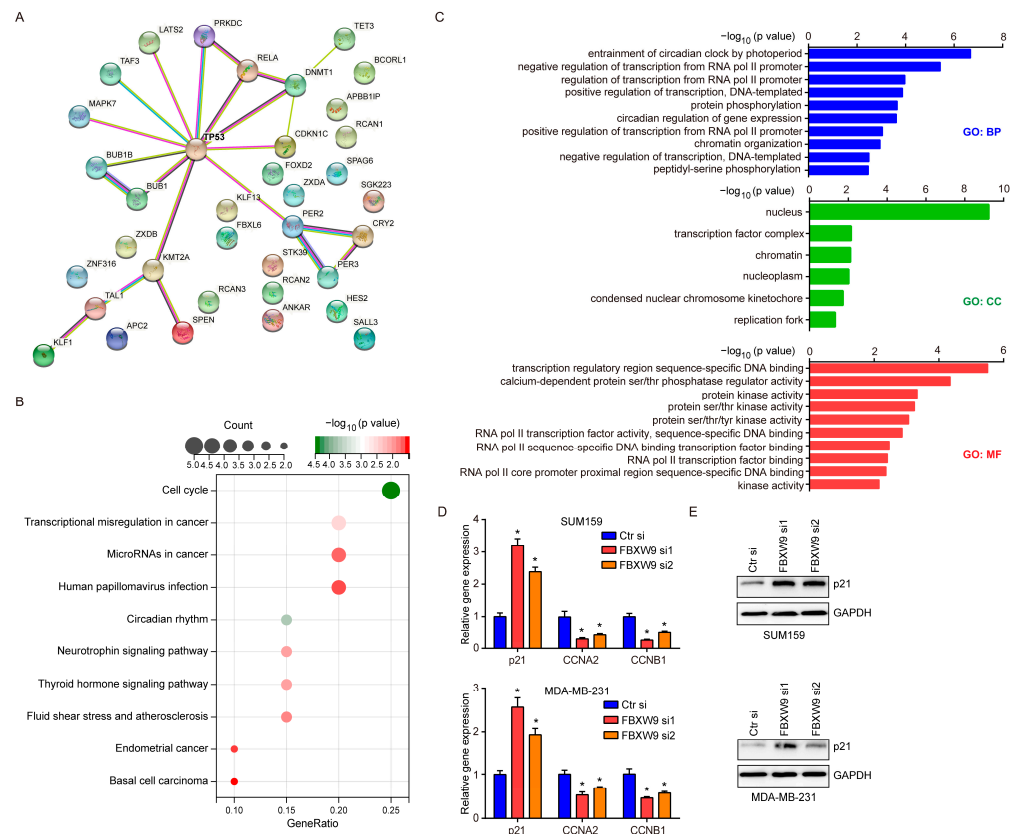 A
LATS2
PRKDC
TET3
TAF3
RELA
BCORL1
DNMT1
MAPK7
APBB1IP
TP53
CDKN1C
RCAN1
BUB1B
FOXD2
SPAG6
BUB1
ZXDA
SGK223
KLF13
PER2
ZXDB
FBXL6
CRY2
ZNF316
KMT2A
STK39
PER3
TAL1
RCAN3
RCAN2
HES2
APC2
SPEN
ANKAR
SALL3
KLF1
B
Count
5.0 4.5 4.0 3.5 3.0 2.5 2.0
−log10 (p value)
4.5 4.0 3.5 3.0 2.5 2.0 1.5
Cell cycle
Transcriptional misregulation in cancer
MicroRNAs in cancer
Human papillomavirus infection
Circadian rhythm
Neurotrophin signaling pathway
Thyroid hormone signaling pathway
Fluid shear stress and atherosclerosis
Endometrial cancer
Basal cell carcinoma
0.10 0.15 0.20 0.25
GeneRatio
C
−log10 (p value)
0 2 4 6 8
entrainment of circadian clock by photoperiod
negative regulation of transcription from RNA pol II promoter
regulation of transcription from RNA pol II promoter
positive regulation of transcription, DNA-templated
protein phosphorylation
circadian regulation of gene expression
positive regulation of transcription from RNA pol II promoter
chromatin organization
negative regulation of transcription, DNA-templated
peptidyl-serine phosphorylation
GO: BP
−log10 (p value)
0 2 4 6 8 10
nucleus
transcription factor complex
chromatin
nucleoplasm
condensed nuclear chromosome kinetochore
replication fork
GO: CC
−log10 (p value)
0 2 4 6
transcription regulatory region sequence-specific DNA binding
calcium-dependent protein ser/thr phosphatase regulator activity
protein kinase activity
protein ser/thr kinase activity
protein ser/thr/tyr kinase activity
RNA pol II transcription factor activity, sequence-specific DNA binding
RNA pol II sequence-specific DNA binding transcription factor binding
RNA pol II transcription factor binding
RNA pol II core promoter proximal region sequence-specific DNA binding
kinase activity
GO: MF
D
SUM159
Relative gene expression
4
3
2
1
0
Ctr si
FBXW9 si1
FBXW9 si2
* * * * * *
p21 CCNA2 CCNB1
MDA-MB-231
Relative gene expression
3
2
1
0
Ctr si
FBXW9 si1
FBXW9 si2
* * * * * *
p21 CCNA2 CCNB1
E
Ctr si
FBXW9 si1
FBXW9 si2
p21
GAPDH
SUM159
Ctr si
FBXW9 si1
FBXW9 si2
p21
GAPDH
MDA-MB-231